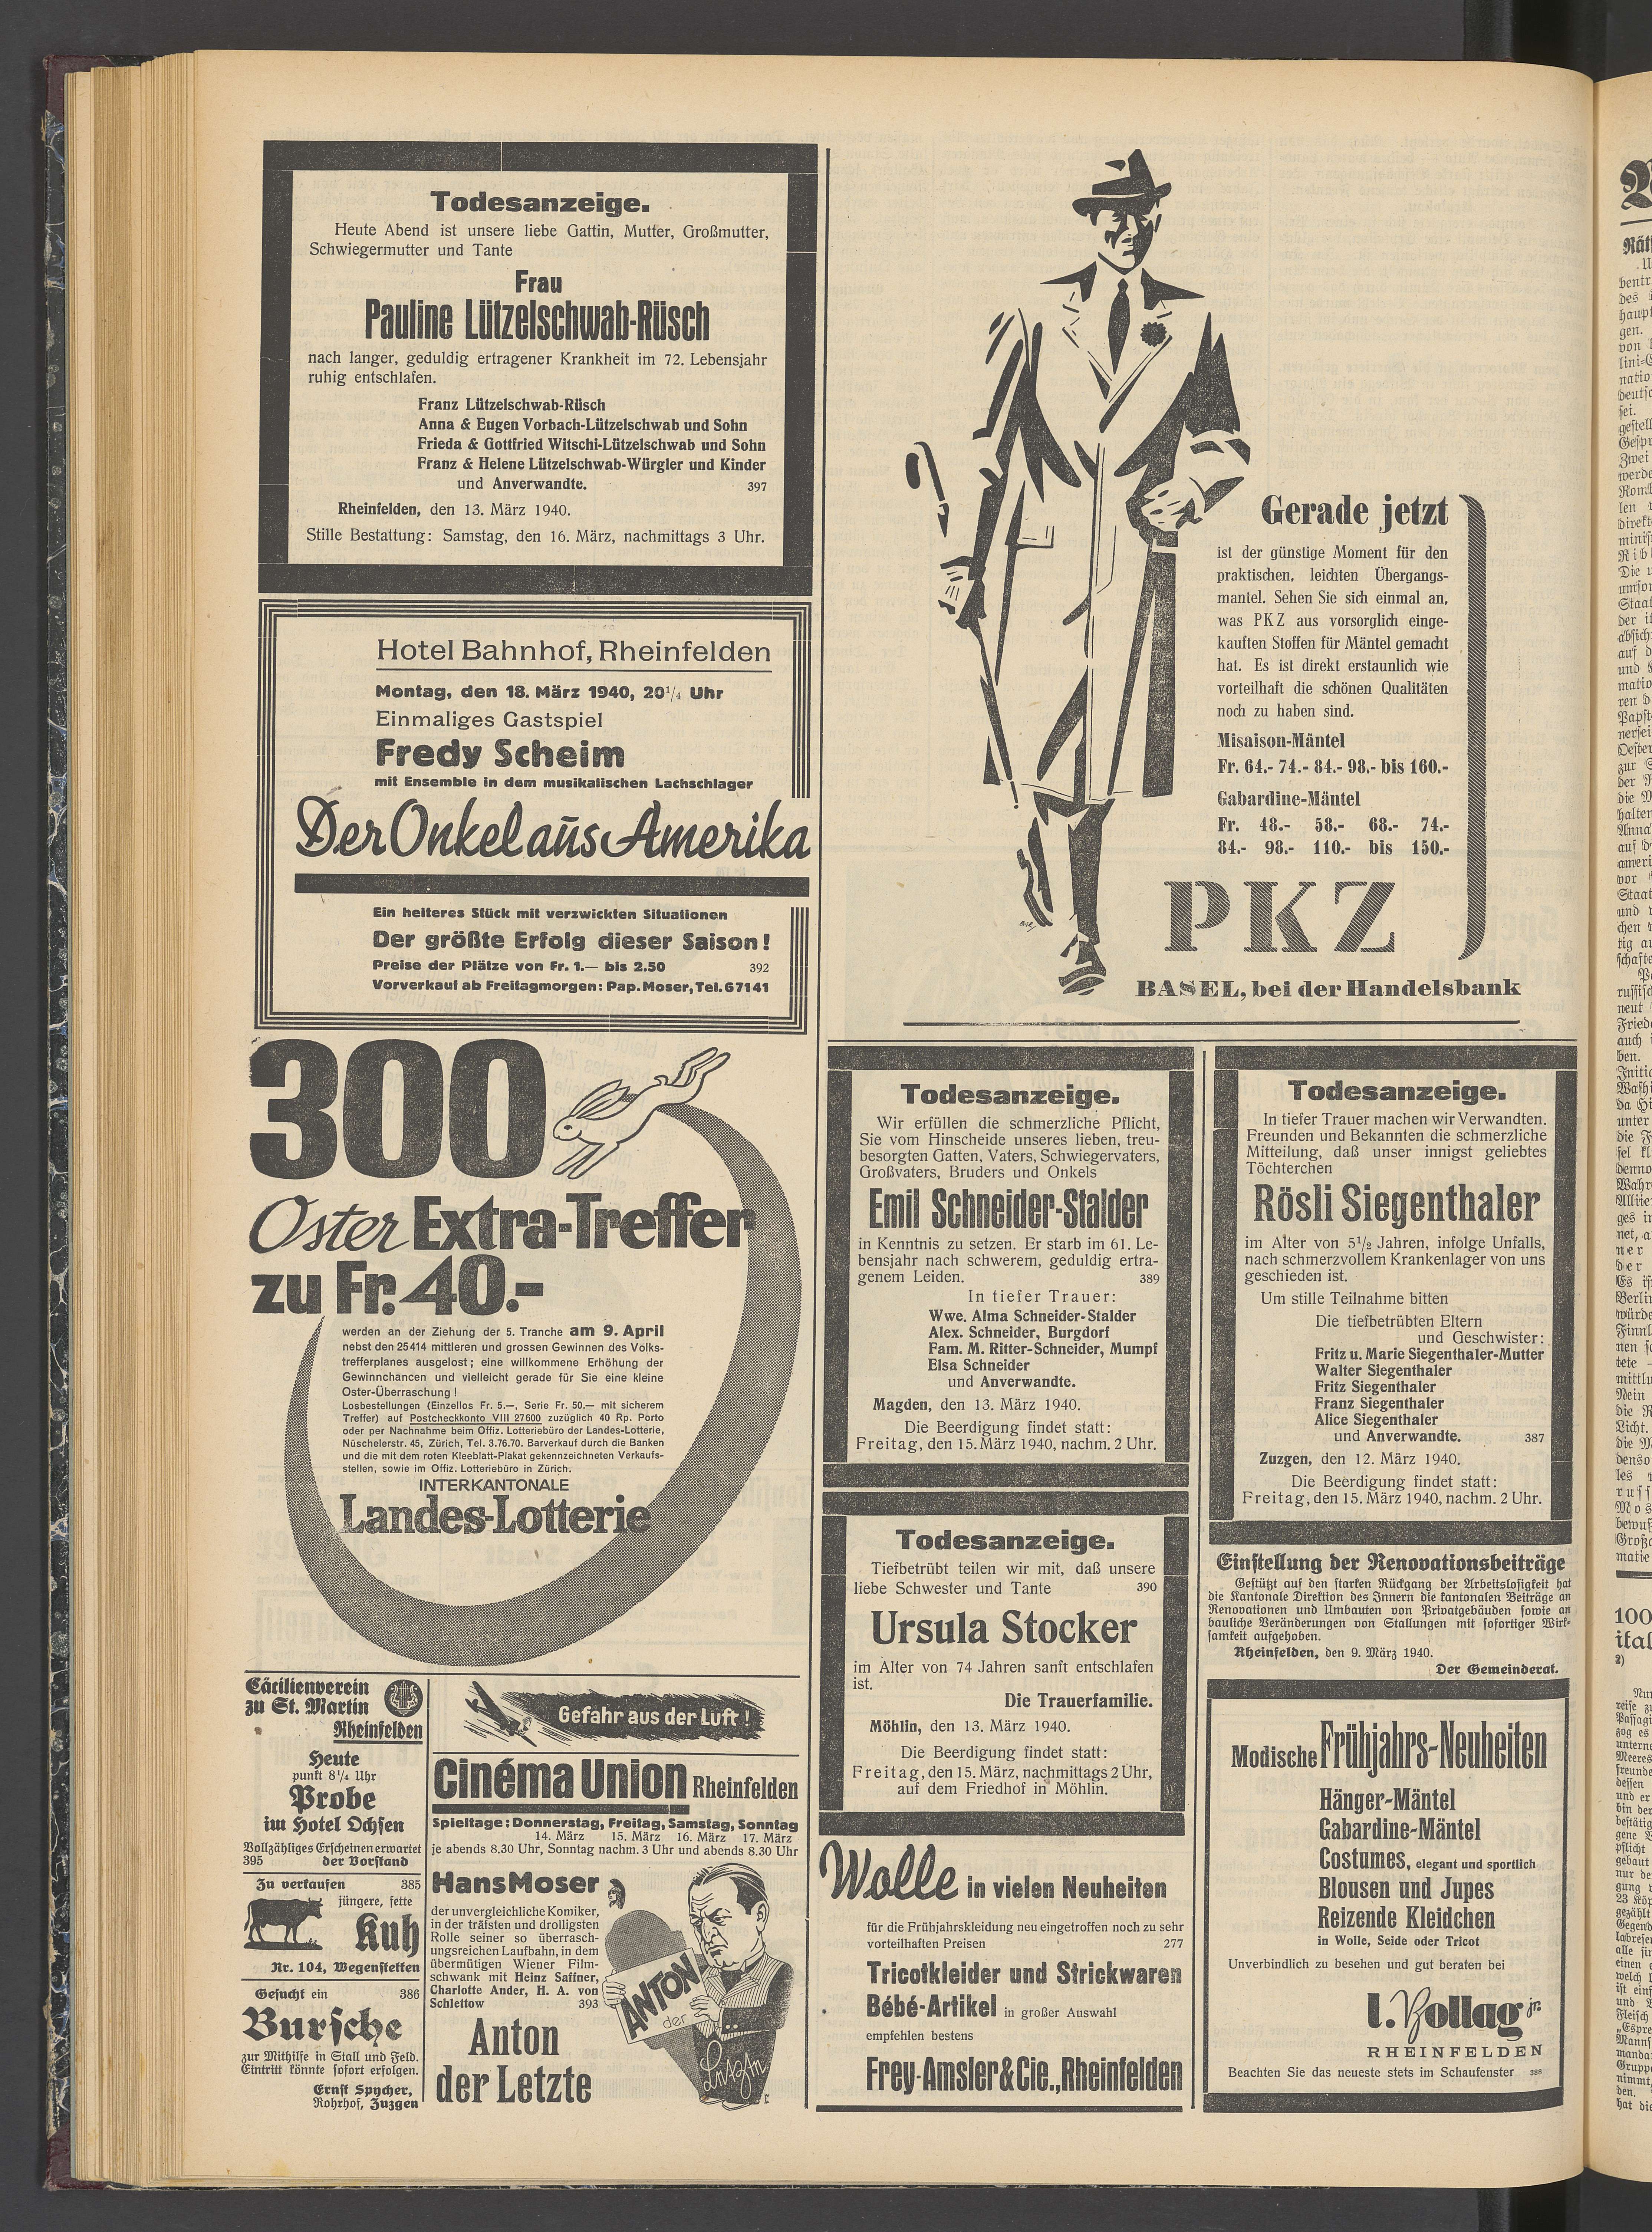 Todesanzeige.
Heute Abend ist unsere liebe Gattin, Mutter, Großmutter,
Schwiegermutter und Tante
Frau
Pauline Lützelschwab-Rüsch
nach langer, geduldig ertragener Krankheit im 72. Lebensjahr
ruhig entschlafen.
Franz Lützelschwab-Rüsch
Anna & Eugen Vorbach-Lützelschwab und Sohn
Frieda & Gottfried Witschi-Lützelschwab und Sohn
Franz & Helene Lützelschwab-Würgler und Kinder
und Anverwandte. 397
Rheinfelden, den 13. März 1940.
Stille Bestattung: Samstag, den 16. März, nachmittags 3 Uhr.
Hotel Bahnhof, Rheinfelden
Montag, den 18. März 1940, 20¼ Uhr
Einmaliges Gastspiel
Fredy Scheim
mit Ensemble in dem musikalischen Lachschlager
Der Onkel aus Amerika
Ein heiteres Stück mit verzwickten Situationen
Der größte Erfolg dieser Saison!
Preise der Plätze von Fr. 1.— bis 2.50 392
Vorverkauf ab Freitagmorgen: Pap. Moser, Tel. 67141
300
Oster Extra-Treffer
zu Fr. 40.-
werden an der Ziehung der 5. Tranche am 9. April
nebst den 25414 mittleren und grossen Gewinnen des Volks-
trefferplanes ausgelost; eine willkommene Erhöhung der
Gewinnchancen und vielleicht gerade für Sie eine kleine
Oster-Überraschung!
Losbestellungen (Einzellos Fr. 5.—, Serie Fr. 50.— mit sicherem
Treffer) auf Postcheckkonto VIII 27600 zuzüglich 40 Rp. Porto
oder per Nachnahme beim Offiz. Lotteriebüro der Landes-Lotterie,
Nüschelerstr. 45, Zürich, Tel. 3.76.70. Barverkauf durch die Banken
und die mit dem roten Kleeblatt-Plakat gekennzeichneten Verkaufs-
stellen, sowie im Offiz. Lotteriebüro in Zürich.
INTERKANTONALE
Landes-Lotterie
Cäcilienverein
zu St. Martin
Rheinfelden
Heute
punkt 8¼ Uhr
Probe
im Hotel Ochsen
Vollzähliges Erscheinen erwartet
395 der Vorstand
Zu verkaufen 385
jüngere, fette
Kuh
Nr. 104, Wegenstetten
Gesucht ein 386
Bursche
zur Mithilfe in Stall und Feld.
Eintritt könnte sofort erfolgen.
Ernst Spycher,
Rohrhof, Zuzgen
Gefahr aus der Luft!
Cinéma Union Rheinfelden
Spieltage: Donnerstag, Freitag, Samstag, Sonntag
14. März 15. März 16. März 17. März
je abends 8.30 Uhr, Sonntag nachm. 3 Uhr und abends 8.30 Uhr
Hans Moser
der unvergleichliche Komiker,
in der träfsten und drolligsten
Rolle seiner so überrasch-
ungsreichen Laufbahn, in dem
übermütigen Wiener Film-
schwank mit Heinz Salfner,
Charlotte Ander, H. A. von
Schlettow 393
Anton
der Letzte
ANTON
der
Letzte
Gerade jetzt
ist der günstige Moment für den
praktischen, leichten Übergangs-
mantel. Sehen Sie sich einmal an,
was PKZ aus vorsorglich einge-
kauften Stoffen für Mäntel gemacht
hat. Es ist direkt erstaunlich wie
vorteilhaft die schönen Qualitäten
noch zu haben sind.
Misaison-Mäntel
Fr. 64.- 74.- 84.- 98.- bis 160.-
Gabardine-Mäntel
Fr. 48.- 58.- 68.- 74.-
84.- 98.- 110.- bis 150.-
PKZ
BASEL, bei der Handelsbank
Todesanzeige.
Wir erfüllen die schmerzliche Pflicht,
Sie vom Hinscheide unseres lieben, treu-
besorgten Gatten, Vaters, Schwiegervaters,
Großvaters, Bruders und Onkels
Emil Schneider-Stalder
in Kenntnis zu setzen. Er starb im 61. Le-
bensjahr nach schwerem, geduldig ertra-
genem Leiden. 389
In tiefer Trauer:
Wwe. Alma Schneider-Stalder
Alex. Schneider, Burgdorf
Fam. M. Ritter-Schneider, Mumpf
Elsa Schneider
und Anverwandte.
Magden, den 13. März 1940.
Die Beerdigung findet statt:
Freitag, den 15. März 1940, nachm. 2 Uhr.
Todesanzeige.
Tiefbetrübt teilen wir mit, daß unsere
liebe Schwester und Tante 390
Ursula Stocker
im Alter von 74 Jahren sanft entschlafen
ist.
Die Trauerfamilie.
Möhlin, den 13. März 1940.
Die Beerdigung findet statt:
Freitag, den 15. März, nachmittags 2 Uhr,
auf dem Friedhof in Möhlin.
Wolle in vielen Neuheiten
für die Frühjahrskleidung neu eingetroffen noch zu sehr
vorteilhaften Preisen 277
Tricotkleider und Strickwaren
Bébé-Artikel in großer Auswahl
empfehlen bestens
Frey-Amsler & Cie., Rheinfelden
Todesanzeige.
In tiefer Trauer machen wir Verwandten.
Freunden und Bekannten die schmerzliche
Mitteilung, daß unser innigst geliebtes
Töchterchen
Rösli Siegenthaler
im Alter von 5½ Jahren, infolge Unfalls,
nach schmerzvollem Krankenlager von uns
geschieden ist.
Um stille Teilnahme bitten
Die tiefbetrübten Eltern
und Geschwister:
Fritz u. Marie Siegenthaler-Mutter
Walter Siegenthaler
Fritz Siegenthaler
Franz Siegenthaler
Alice Siegenthaler
und Anverwandte. 387
Zuzgen, den 12. März 1940.
Die Beerdigung findet statt:
Freitag, den 15. März 1940, nachm. 2 Uhr.
Einstellung der Renovationsbeiträge
Gestützt auf den starken Rückgang der Arbeitslosigkeit hat
die Kantonale Direktion des Innern die kantonalen Beiträge an
Renovationen und Umbauten von Privatgebäuden sowie an
bauliche Veränderungen von Stallungen mit sofortiger Wirk-
samkeit aufgehoben.
Rheinfelden, den 9. März 1940.
Der Gemeinderat.
Modische Frühjahrs-Neuheiten
Hänger-Mäntel
Gabardine-Mäntel
Costumes, elegant und sportlich
Blousen und Jupes
Reizende Kleidchen
in Wolle, Seide oder Tricot
Unverbindlich zu besehen und gut beraten bei
l. Bollag jr.
RHEINFELDEN
Beachten Sie das neueste stets im Schaufenster 388